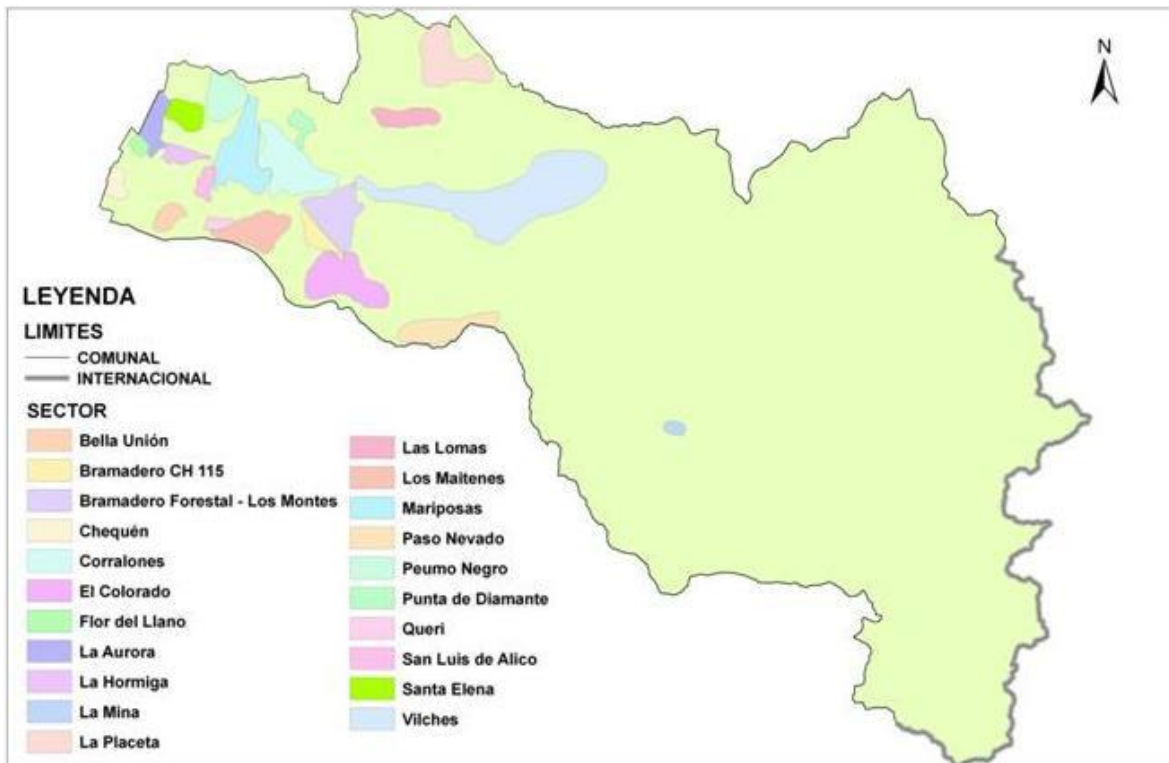 N
LEYENDA
LIMITES
COMUNAL
INTERNACIONAL
SECTOR
Bella Unión
Bramadero CH 115
Bramadero Forestal - Los Montes
Chequén
Corralones
El Colorado
Flor del Llano
La Aurora
La Hormiga
La Mina
La Placeta
Las Lomas
Los Maitenes
Mariposas
Paso Nevado
Peumo Negro
Punta de Diamante
Queri
San Luis de Alico
Santa Elena
Vilches